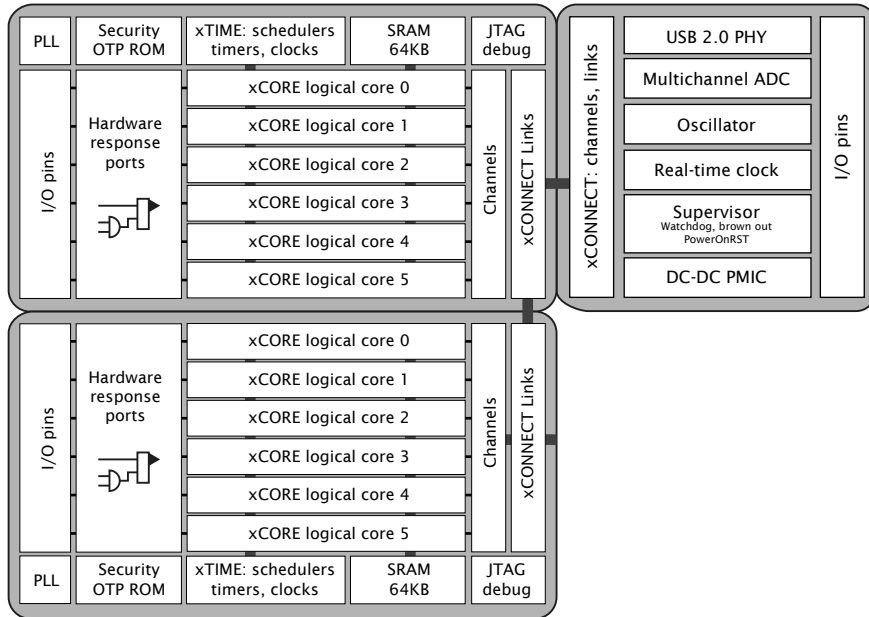 PLL
Security
OTP ROM
xTIME: schedulers
timers, clocks
SRAM
64KB
JTAG
debug
I/O pins
Hardware
response
ports
xCORE logical core 0
xCORE logical core 1
xCORE logical core 2
xCORE logical core 3
xCORE logical core 4
xCORE logical core 5
Channels
xCONNECT Links
xCONNECT: channels, links
USB 2.0 PHY
Multichannel ADC
Oscillator
Real-time clock
Supervisor
Watchdog, brown out
PowerOnRST
DC-DC PMIC
I/O pins
I/O pins
Hardware
response
ports
xCORE logical core 0
xCORE logical core 1
xCORE logical core 2
xCORE logical core 3
xCORE logical core 4
xCORE logical core 5
Channels
xCONNECT Links
PLL
Security
OTP ROM
xTIME: schedulers
timers, clocks
SRAM
64KB
JTAG
debug